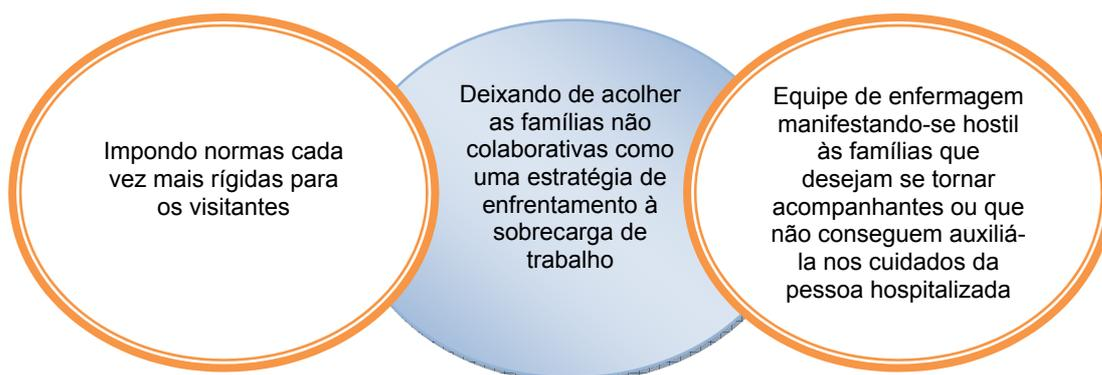 Impondo normas cada
vez mais rígidas para
os visitantes
Deixando de acolher
as famílias não
colaborativas como
uma estratégia de
enfrentamento à
sobrecarga de
trabalho
Equipe de enfermagem
manifestando-se hostil
às famílias que
desejam se tornar
acompanhantes ou que
não conseguem auxiliá-
la nos cuidados da
pessoa hospitalizada